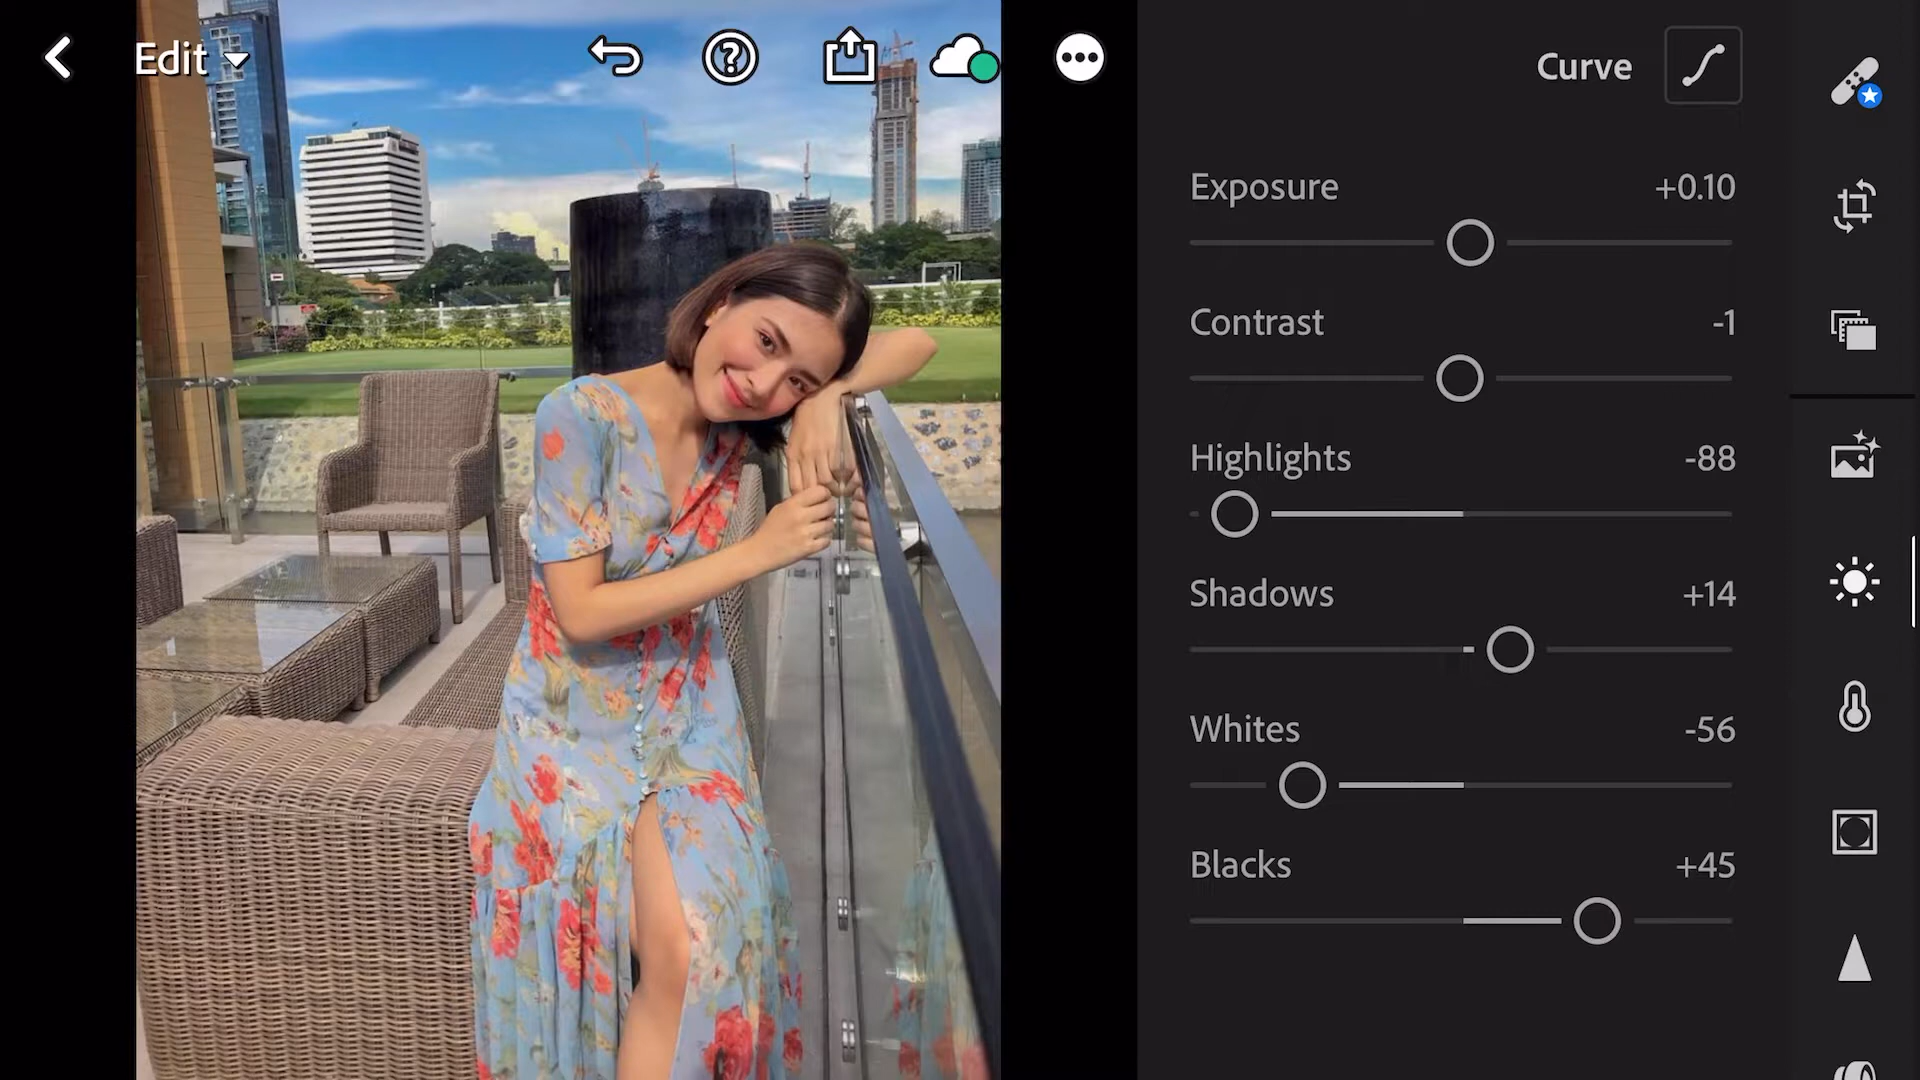 Edit
Curve
Exposure +0.10
Contrast -1
Highlights -88
Shadows +14
Whites -56
Blacks +45